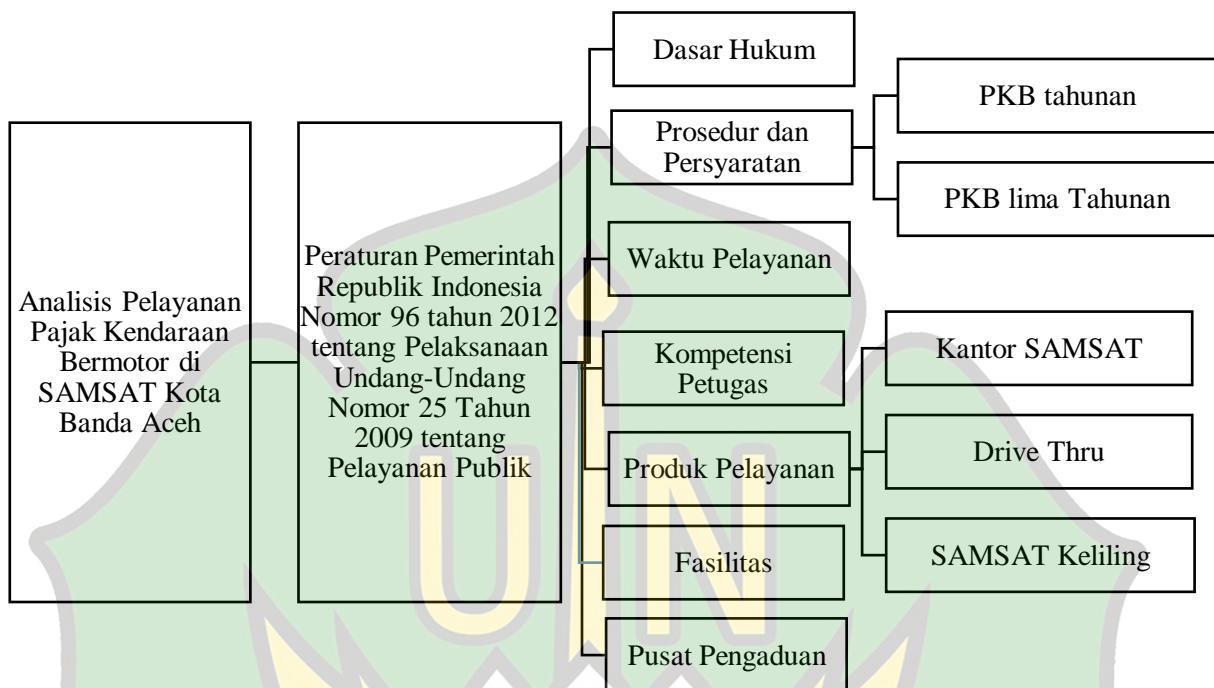 Analisis Pelayanan
Pajak Kendaraan
Bermotor di
SAMSAT Kota
Banda Aceh
Peraturan Pemerintah
Republik Indonesia
Nomor 96 tahun 2012
tentang Pelaksanaan
Undang-Undang
Nomor 25 Tahun
2009 tentang
Pelayanan Publik
Dasar Hukum
Prosedur dan
Persyaratan
PKB tahunan
PKB lima Tahunan
Waktu Pelayanan
Kompetensi
Petugas
Produk Pelayanan
Kantor SAMSAT
Drive Thru
SAMSAT Keliling
Fasilitas
Pusat Pengaduan
UIN